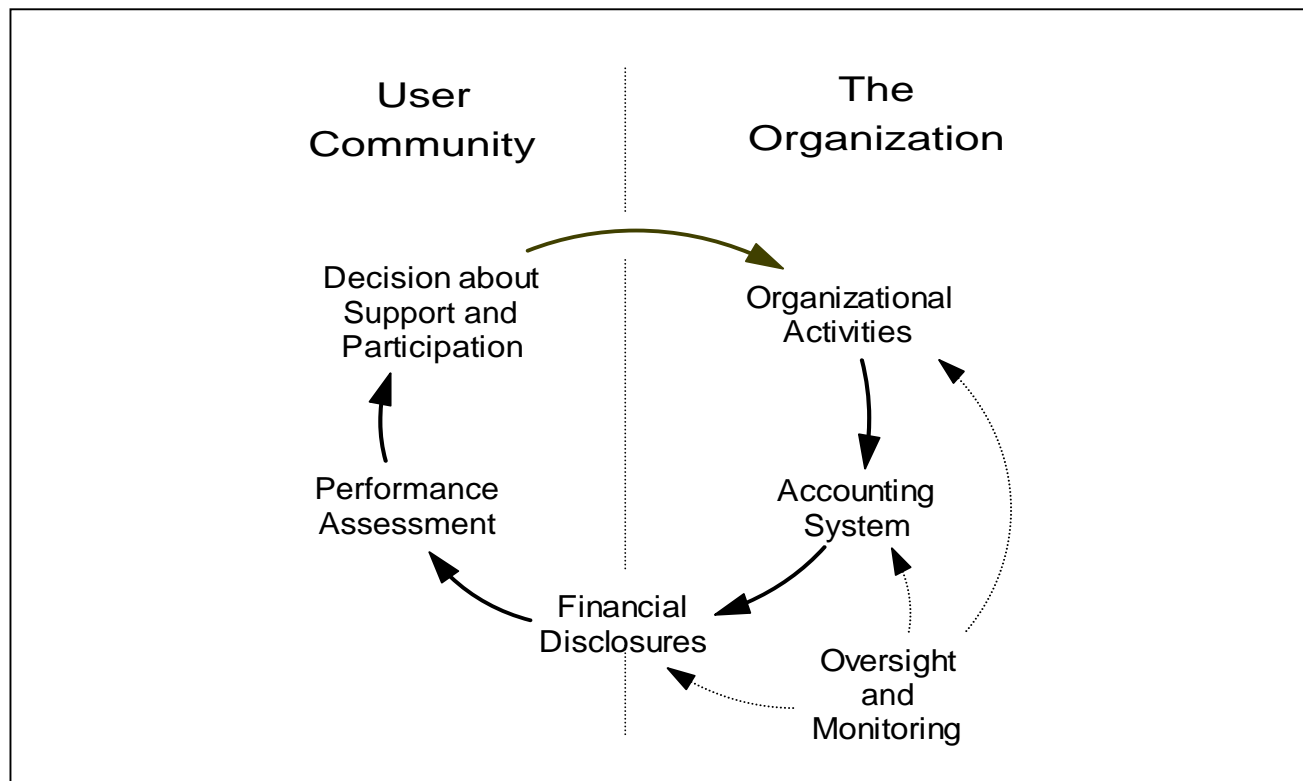 User
Community
The
Organization
Decision about
Support and
Participation
Organizational
Activities
Performance
Assessment
Accounting
System
Financial
Disclosures
Oversight
and
Monitoring